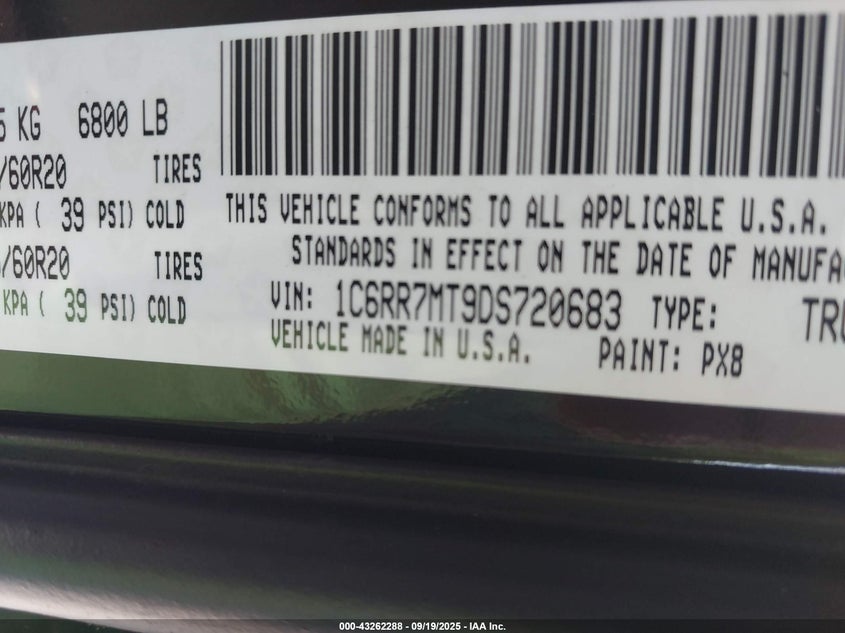 5 KG 6800 LB
/60R20 TIRES
KPA ( 39 PSI) COLD
/60R20 TIRES
KPA ( 39 PSI) COLD
THIS VEHICLE CONFORMS TO ALL APPLICABLE U.S.A.
STANDARDS IN EFFECT ON THE DATE OF MANUFA
VIN: 1C6RR7MT9DS720683 TYPE: TRU
VEHICLE MADE IN U.S.A. PAINT: PX8
000-43262288 - 09/19/2025 - IAA Inc.